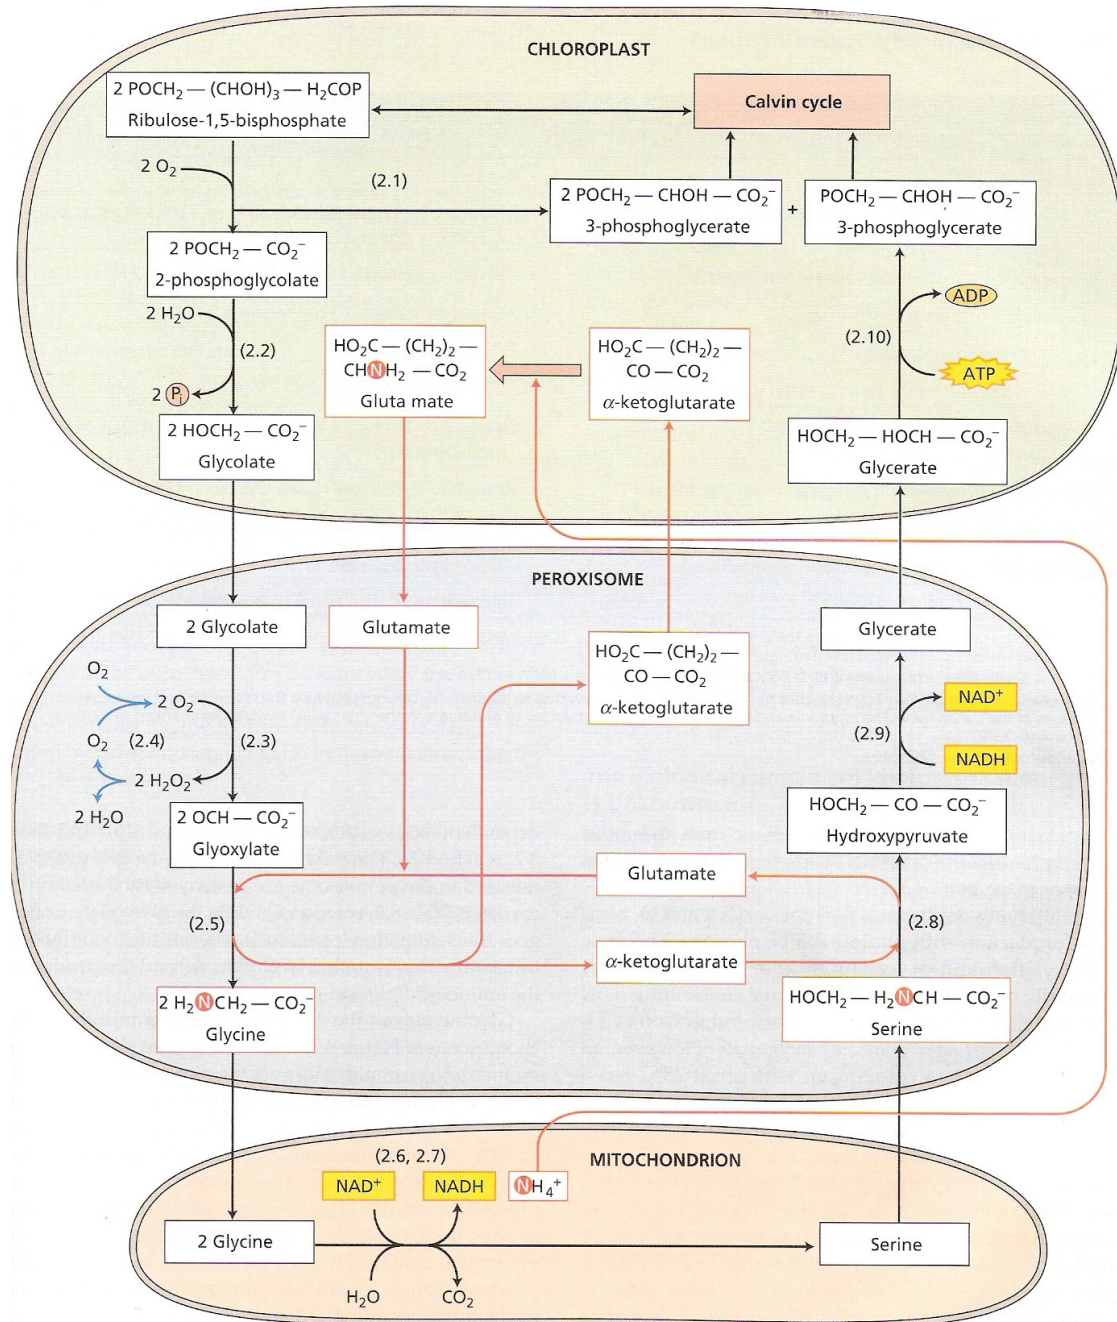 CHLOROPLAST
2 POCH₂ — (CHOH)₃ — H₂COP
Ribulose-1,5-bisphosphate
Calvin cycle
2 O₂
(2.1)
2 POCH₂ — CHOH — CO₂⁻
3-phosphoglycerate
+
POCH₂ — CHOH — CO₂⁻
3-phosphoglycerate
2 POCH₂ — CO₂⁻
2-phosphoglycolate
2 H₂O
(2.2)
2 Pᵢ
HO₂C — (CH₂)₂ —
CHNH₂ — CO₂
Gluta mate
HO₂C — (CH₂)₂ —
CO — CO₂
α-ketoglutarate
ADP
(2.10)
ATP
2 HOCH₂ — CO₂⁻
Glycolate
HOCH₂ — HOCH — CO₂⁻
Glycerate
PEROXISOME
2 Glycolate
Glutamate
HO₂C — (CH₂)₂ —
CO — CO₂
α-ketoglutarate
Glycerate
O₂
2 O₂
O₂
(2.4)
(2.3)
2 H₂O₂
2 H₂O
NAD⁺
(2.9)
NADH
2 OCH — CO₂⁻
Glyoxylate
HOCH₂ — CO — CO₂⁻
Hydroxypyruvate
Glutamate
(2.5)
(2.8)
α-ketoglutarate
2 H₂NCH₂ — CO₂⁻
Glycine
HOCH₂ — H₂NCH — CO₂⁻
Serine
MITOCHONDRION
(2.6, 2.7)
NAD⁺
NADH
NH₄⁺
2 Glycine
Serine
H₂O
CO₂